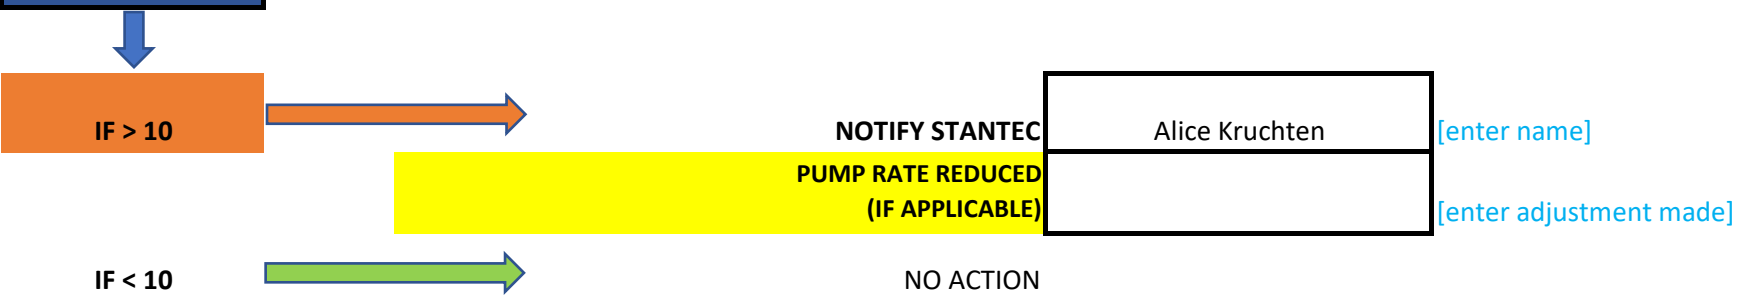 IF > 10
NOTIFY STANTEC
Alice Kruchten
[enter name]
PUMP RATE REDUCED
(IF APPLICABLE)
[enter adjustment made]
IF < 10
NO ACTION